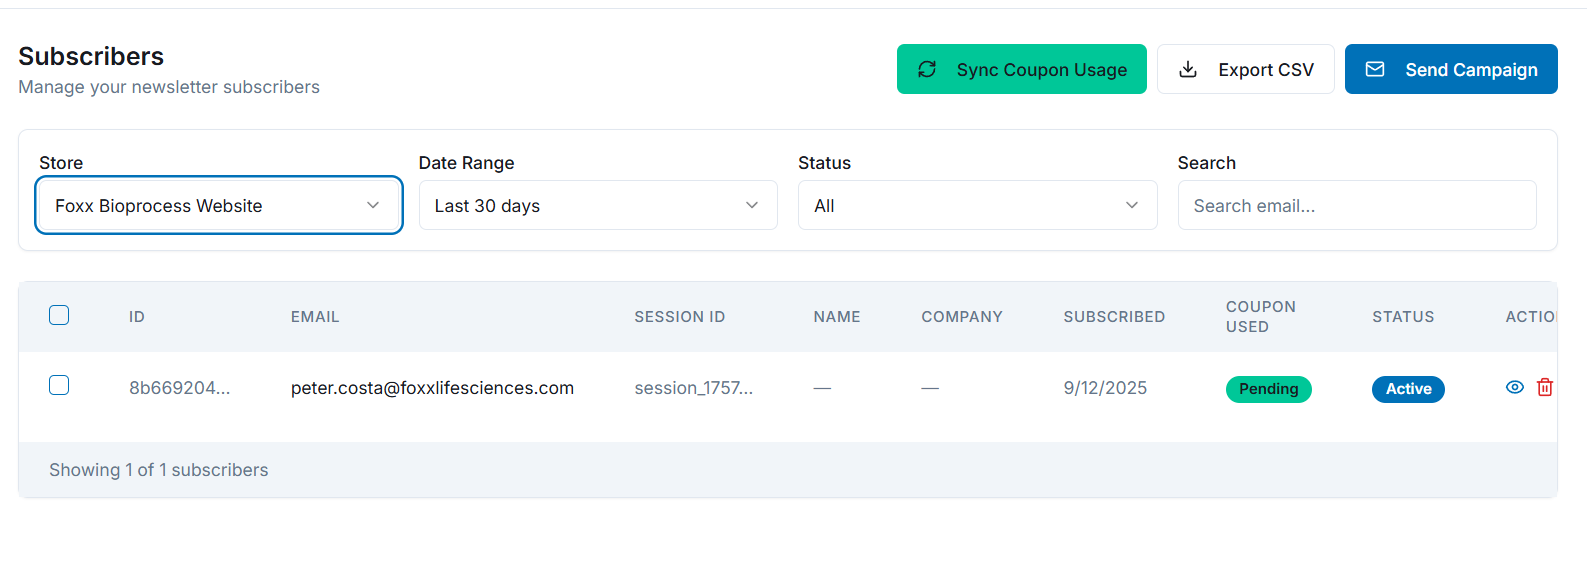 Subscribers
Manage your newsletter subscribers
Sync Coupon Usage
Export CSV
Send Campaign
Store
Date Range
Status
Search
Foxx Bioprocess Website
Last 30 days
All
Search email...
ID
EMAIL
SESSION ID
NAME
COMPANY
SUBSCRIBED
COUPON
USED
STATUS
ACTIO
8b669204...
peter.costa@foxxlifesciences.com
session_1757...
—
—
9/12/2025
Pending
Active
Showing 1 of 1 subscribers